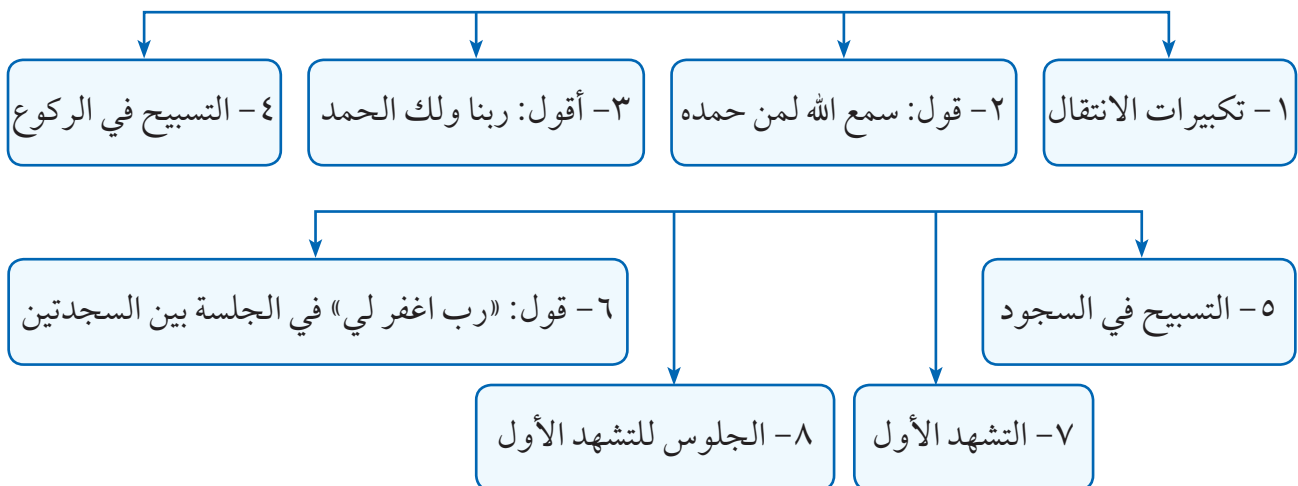 ١- تكبيرات الانتقال
٢- قول: سمع الله لمن حمده
٣- أقول: ربنا ولك الحمد
٤- التسبيح في الركوع
٥- التسبيح في السجود
٦- قول: «رب اغفر لي» في الجلسة بين السجدتين
٧- التشهد الأول
٨- الجلوس للتشهد الأول